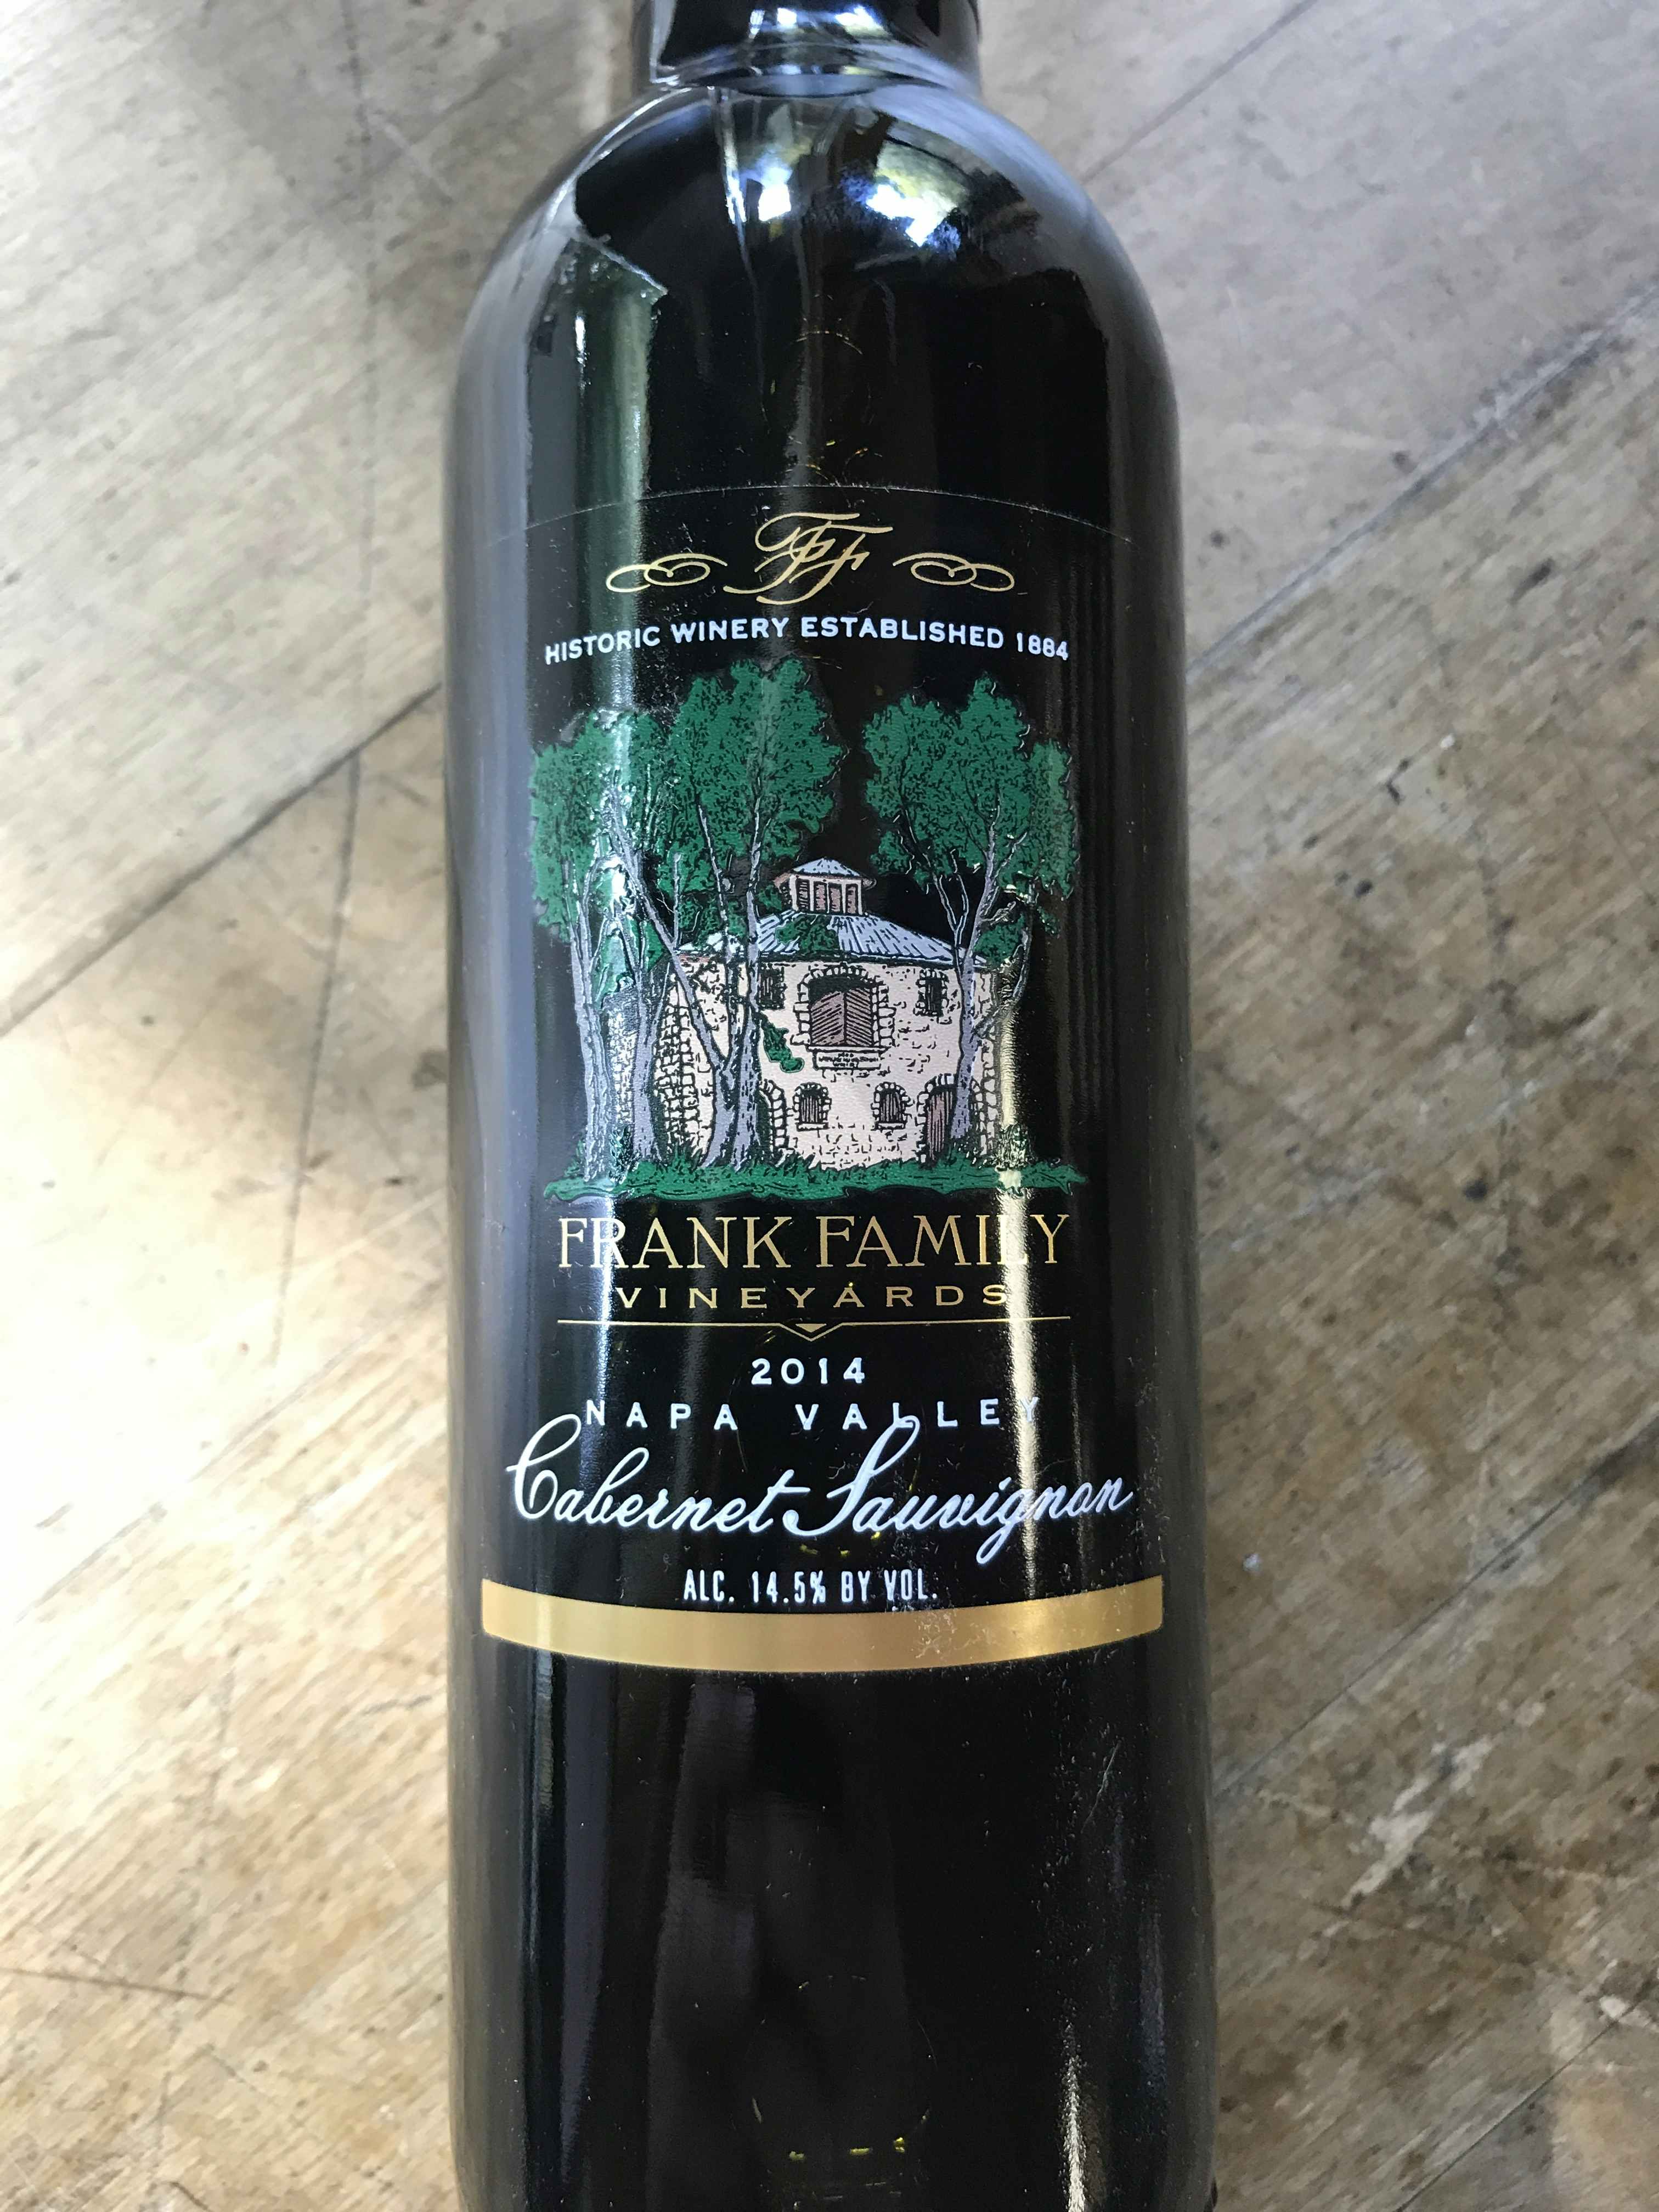 FF
HISTORIC WINERY ESTABLISHED 1884
FRANK FAMILY
VINEYARDS
2014
NAPA VALLEY
Cabernet Sauvignon
ALC. 14.5% BY VOL.